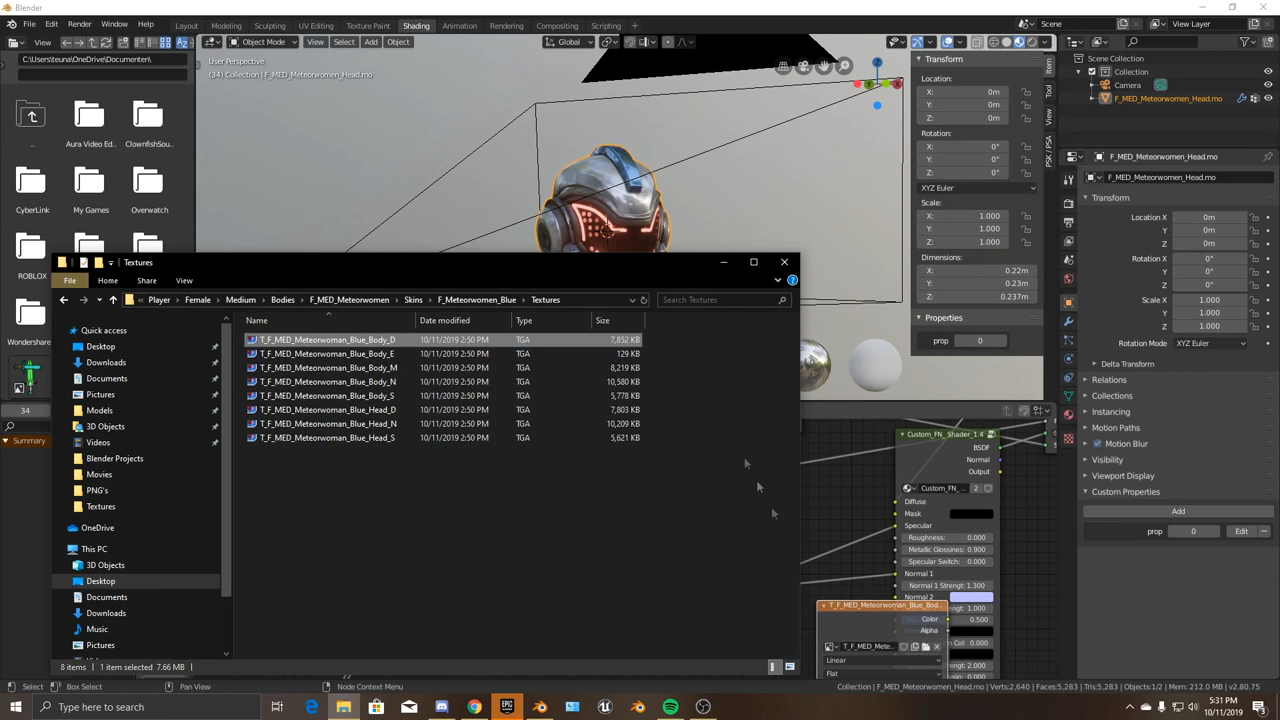 Blender
File Edit Render Window Help Layout Modeling Sculpting UV Editing Texture Paint Shading Animation Rendering Compositing Scripting + Scene View Layer
View Object Mode View Select Add Object Global
C:\Users\teuna\OneDrive\Documenten\
User Perspective
(34) Collection | F_MED_Meteorwomen_Head.mo
..
Aura Video Ed..
ClownfishSou..
CyberLink
My Games
Overwatch
ROBLOX
Wondershare
34
Summary
Transform
Location:
X: 0m
Y: 0m
Z: 0m
Rotation:
X: 0°
Y: 0°
Z: 0°
XYZ Euler
Scale:
X: 1.000
Y: 1.000
Z: 1.000
Dimensions:
X: 0.22m
Y: 0.23m
Z: 0.237m
Properties
prop 0
Item
Tool
View
PSK / PSA
Scene Collection
Collection
Camera
F_MED_Meteorwomen_Head.mo
F_MED_Meteorwomen_Head.mo
F_MED_Meteorwomen_Head.mo
Transform
Location X 0m
Y 0m
Z 0m
Rotation X 0°
Y 0°
Z 0°
Scale X 1.000
Y 1.000
Z 1.000
Rotation Mode XYZ Euler
Delta Transform
Relations
Collections
Instancing
Motion Paths
Motion Blur
Visibility
Viewport Display
Custom Properties
Add
prop 0 Edit
Textures
File Home Share View
Player Female Medium Bodies F_MED_Meteorwomen Skins F_Meteorwomen_Blue Textures
Search Textures
Name Date modified Type Size
T_F_MED_Meteorwoman_Blue_Body_D 10/11/2019 2:50 PM TGA 7,852 KB
T_F_MED_Meteorwoman_Blue_Body_E 10/11/2019 2:50 PM TGA 129 KB
T_F_MED_Meteorwoman_Blue_Body_M 10/11/2019 2:50 PM TGA 8,219 KB
T_F_MED_Meteorwoman_Blue_Body_N 10/11/2019 2:50 PM TGA 10,580 KB
T_F_MED_Meteorwoman_Blue_Body_S 10/11/2019 2:50 PM TGA 5,778 KB
T_F_MED_Meteorwoman_Blue_Head_D 10/11/2019 2:50 PM TGA 7,803 KB
T_F_MED_Meteorwoman_Blue_Head_N 10/11/2019 2:50 PM TGA 10,209 KB
T_F_MED_Meteorwoman_Blue_Head_S 10/11/2019 2:50 PM TGA 5,621 KB
Quick access
Desktop
Downloads
Documents
Pictures
Models
3D Objects
Videos
Blender Projects
Movies
PNG's
Textures
OneDrive
This PC
3D Objects
Desktop
Documents
Downloads
Music
Pictures
8 items 1 item selected 7.66 MB
Custom_FN_ Shader_1.4
BSDF
Normal
Output
Custom_FN_ ... 2
Diffuse
Mask
Specular
Roughness: 0.000
Metallic Glossines: 0.900
Specular Switch: 0.000
Normal 1
Normal 1 Strengt: 1.300
Normal 2
T_F_MED_Meteorwoman_Blue_Bod..
1.000
Color 0.500
Alpha
T_F_MED_Mete..
Linear
Flat
Select Box Select Pan View Node Context Menu
Collection | F_MED_Meteorwomen_Head.mo | Verts:2,640 | Faces:5,283 | Tris:5,283 | Objects:1/2 | Mem: 212.0 MB | v2.80.75
Type here to search
5:31 PM
10/11/2019